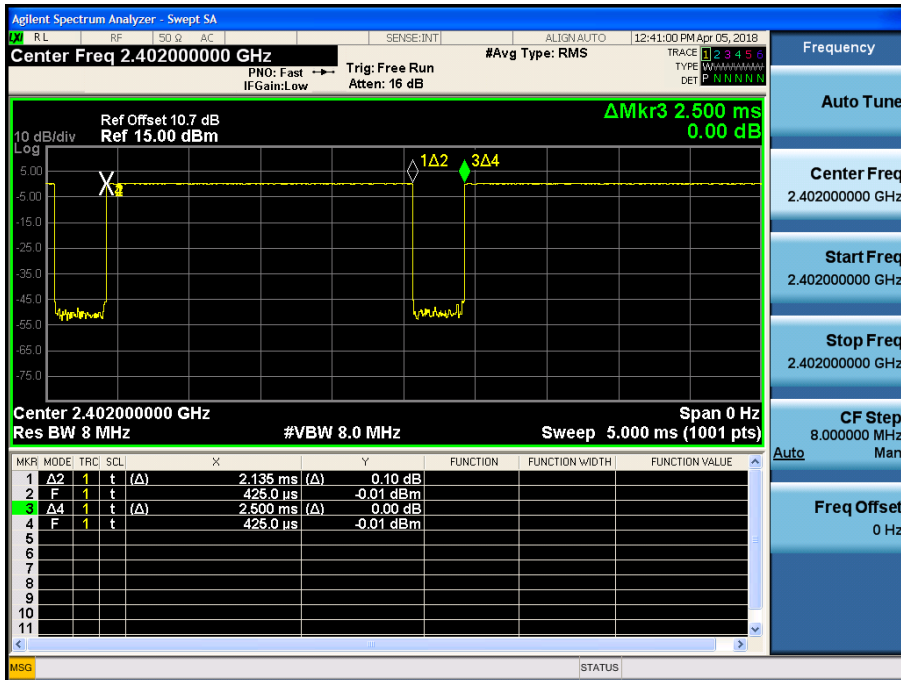 Agilent Spectrum Analyzer - Swept SA
LXI RL RF 50 Ω AC SENSE:INT ALIGN AUTO 12:41:00 PM Apr 05, 2018
Center Freq 2.402000000 GHz #Avg Type: RMS TRACE 1 2 3 4 5 6
PNO: Fast Trig: Free Run TYPE WWWWWW
IFGain:Low Atten: 16 dB DET P N N N N N
Frequency
Auto Tune
ΔMkr3 2.500 ms
0.00 dB
Ref Offset 10.7 dB
10 dB/div Ref 15.00 dBm
Log
1Δ2 3Δ4
5.00
-5.00
-15.0
-25.0
-35.0
-45.0
-55.0
-65.0
-75.0
Center Freq
2.402000000 GHz
Start Freq
2.402000000 GHz
Stop Freq
2.402000000 GHz
CF Step
8.000000 MHz
Auto Man
Freq Offset
0 Hz
Center 2.402000000 GHz Span 0 Hz
Res BW 8 MHz #VBW 8.0 MHz Sweep 5.000 ms (1001 pts)
MKR MODE TRC SCL X Y FUNCTION FUNCTION WIDTH FUNCTION VALUE
1 Δ2 1 t (Δ) 2.135 ms (Δ) 0.10 dB
2 F 1 t 425.0 µs -0.01 dBm
3 Δ4 1 t (Δ) 2.500 ms (Δ) 0.00 dB
4 F 1 t 425.0 µs -0.01 dBm
5
6
7
8
9
10
11
MSG STATUS